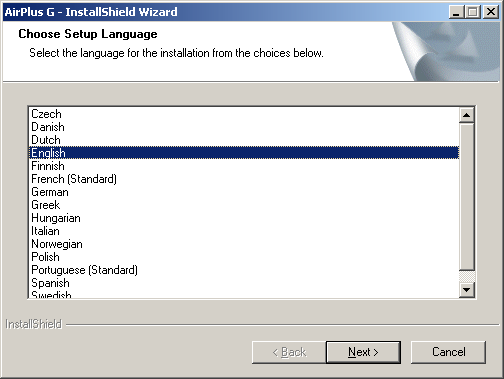 AirPlus G - InstallShield Wizard
Choose Setup Language
Select the language for the installation from the choices below.
Czech
Danish
Dutch
English
Finnish
French (Standard)
German
Greek
Hungarian
Italian
Norwegian
Polish
Portuguese (Standard)
Spanish
Swedish
InstallShield
< Back
Next >
Cancel